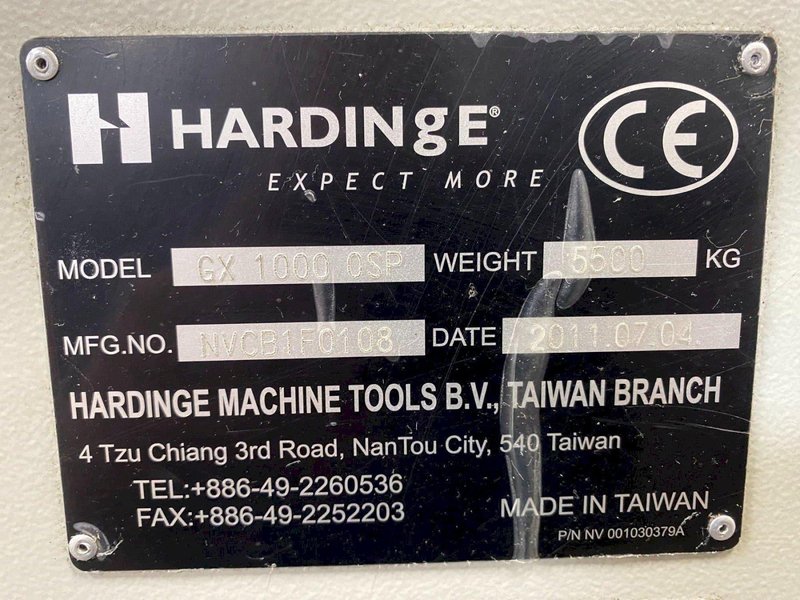 HARDINgE®
EXPECT MORE
CE
MODEL GX 1000 OSP WEIGHT 5500 KG
MFG.NO. NVCB1F0108 DATE 2011.07.04.
HARDINGE MACHINE TOOLS B.V., TAIWAN BRANCH
4 Tzu Chiang 3rd Road, NanTou City, 540 Taiwan
TEL:+886-49-2260536
FAX:+886-49-2252203
MADE IN TAIWAN
P/N NV 001030379A